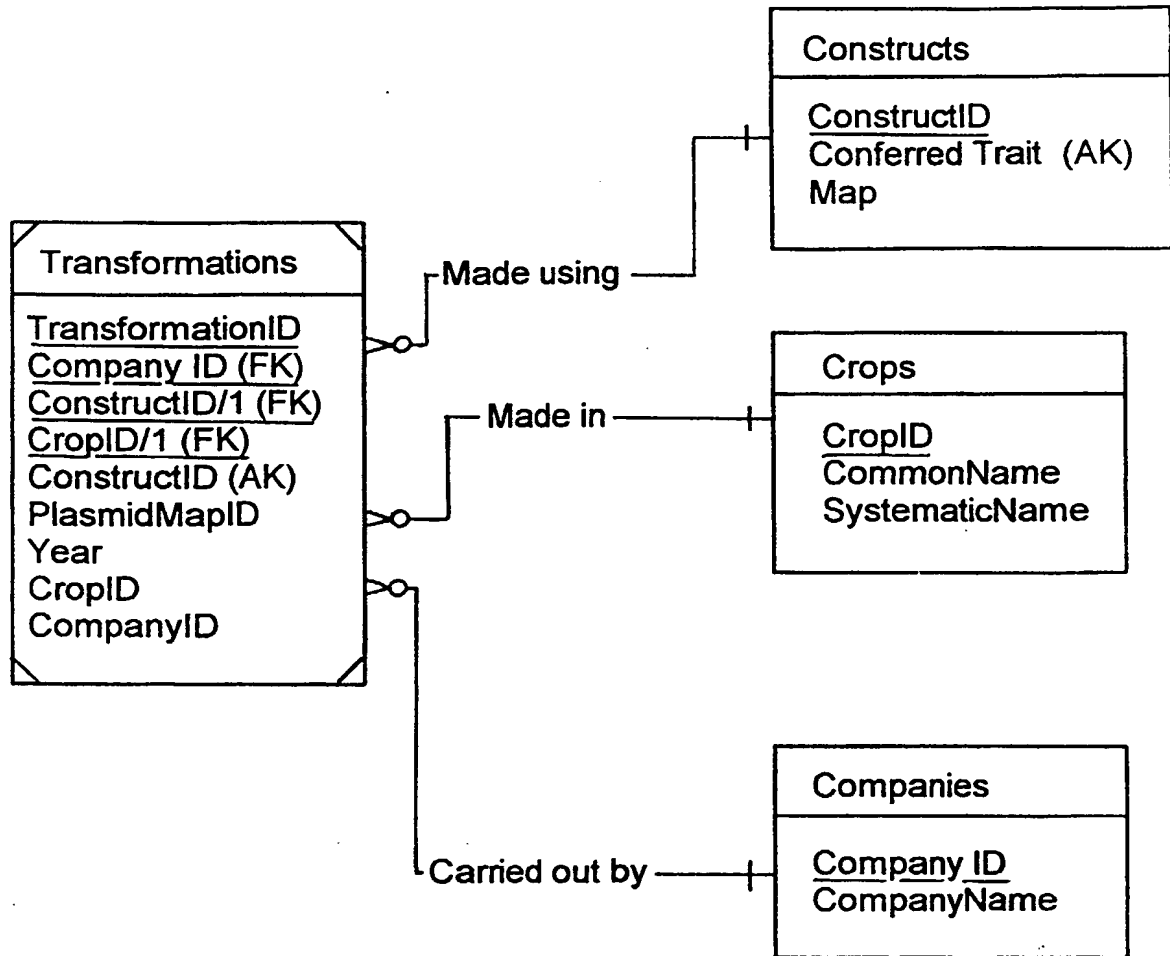 Constructs
ConstructID
Conferred Trait (AK)
Map
Transformations
TransformationID
Company ID (FK)
ConstructID/1 (FK)
CropID/1 (FK)
ConstructID (AK)
PlasmidMapID
Year
CropID
CompanyID
Made using
Made in
Carried out by
Crops
CropID
CommonName
SystematicName
Companies
Company ID
CompanyName